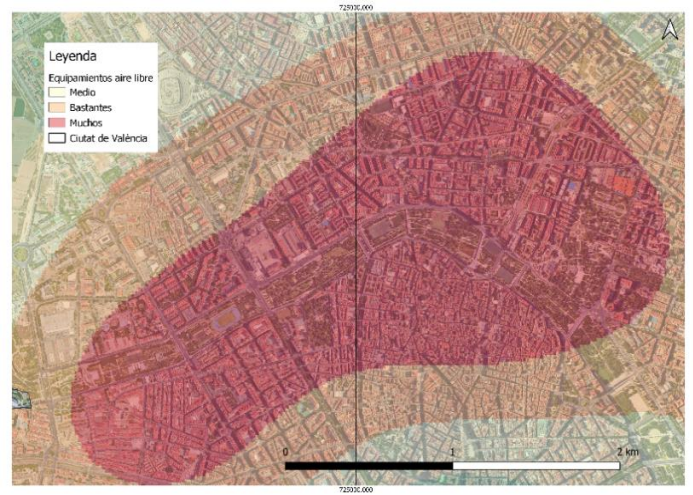 725000.000
Leyenda
Equipamientos aire libre
Medio
Bastantes
Muchos
Ciutat de València
0 1 2 km
725000.000